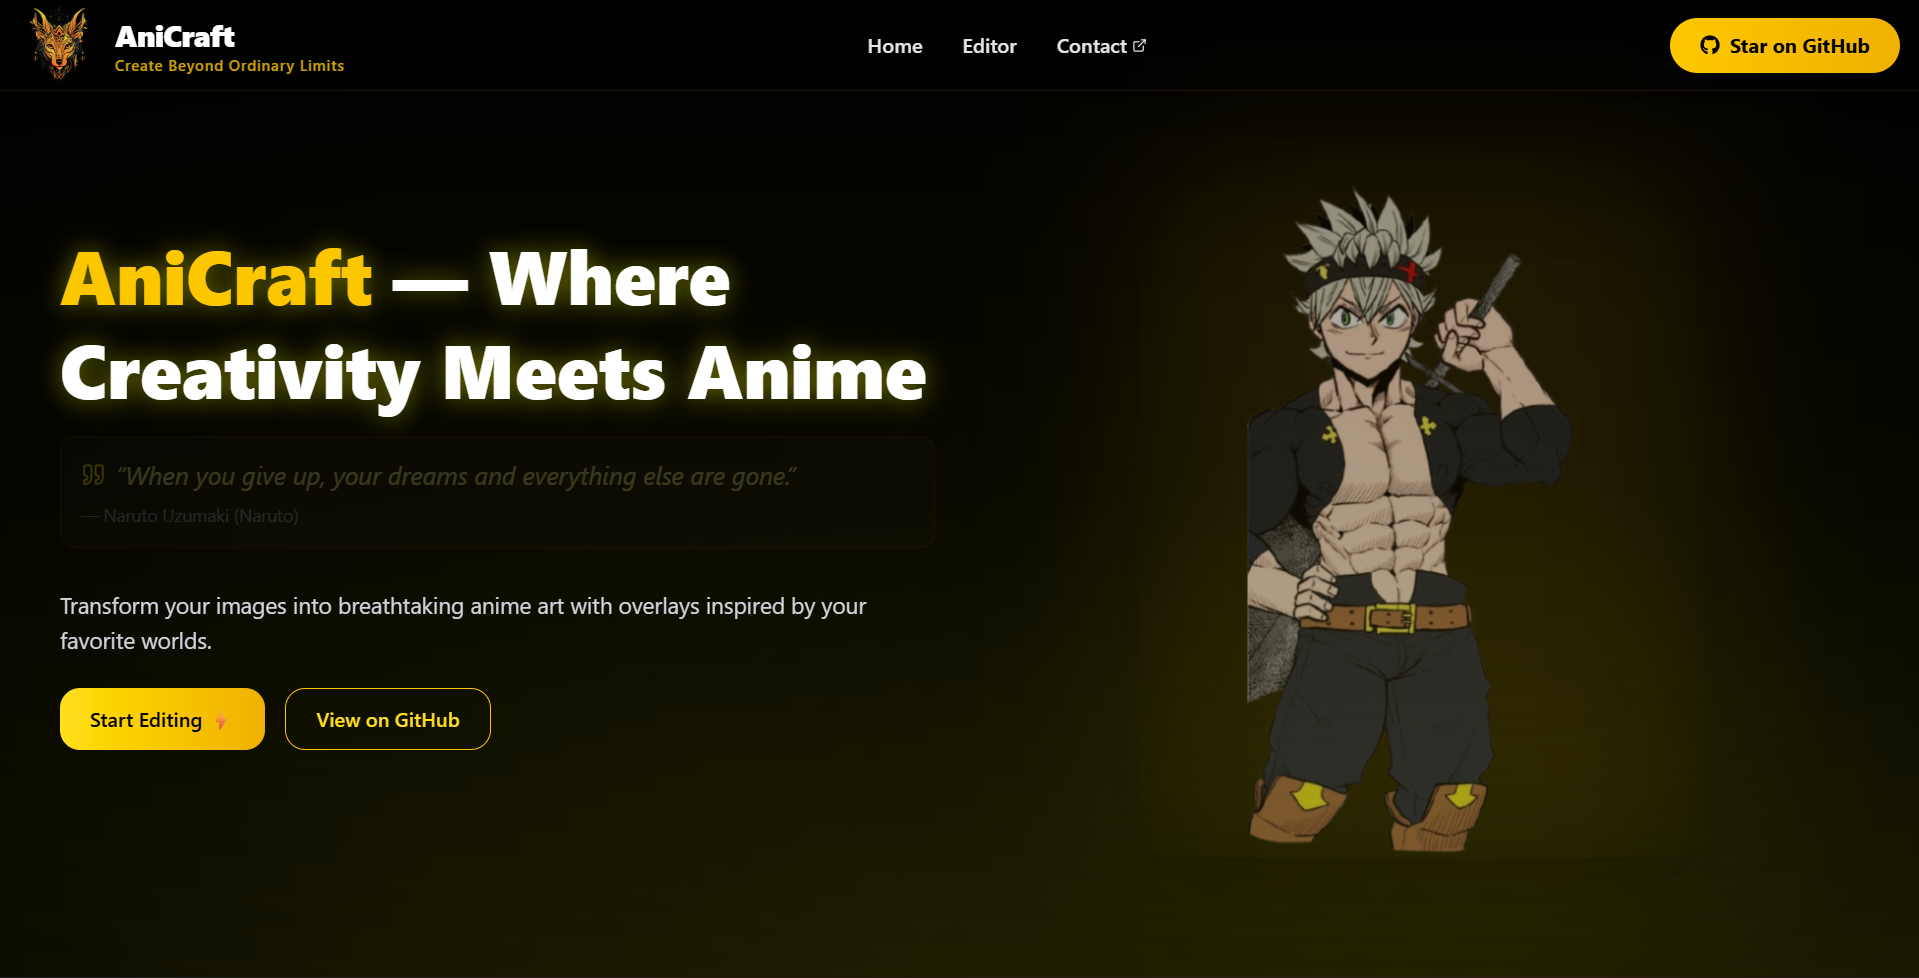 AniCraft
Create Beyond Ordinary Limits
Home
Editor
Contact
Star on GitHub
AniCraft — Where
Creativity Meets Anime
“When you give up, your dreams and everything else are gone.”
— Naruto Uzumaki (Naruto)
Transform your images into breathtaking anime art with overlays inspired by your
favorite worlds.
Start Editing ⚡
View on GitHub